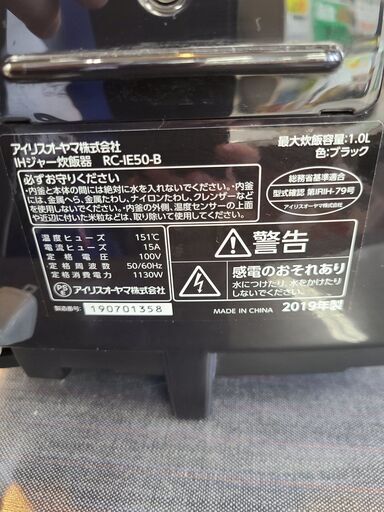 アイリスオーヤマ株式会社
IHジャー炊飯器 RC-IE50-B
最大炊飯容量:1.0L
色:ブラック
必ずお守りください
・内釜と本体の間には絶対に水を入れないでください。・内釜
には、金属へら、金属たわし、ナイロンたわし、クレンザーなど
を使わないでください。・内釜の外側、温度センサーの上面や
や近辺に付いた米粒などは、取り除いてください。
総務省基準適合
型式確認 第IRIH-79号
アイリスオーヤマ株式会社
温度ヒューズ 151℃
電流ヒューズ 15A
定格電圧 100V
定格周波数 50/60Hz
定格消費電力 1130W
PS E アイリスオーヤマ株式会社
製造番号: 190701358
警告
感電のおそれあり
水につけたり、水をかけたり
しないでください。
MAKE IN CHINA 2019年製